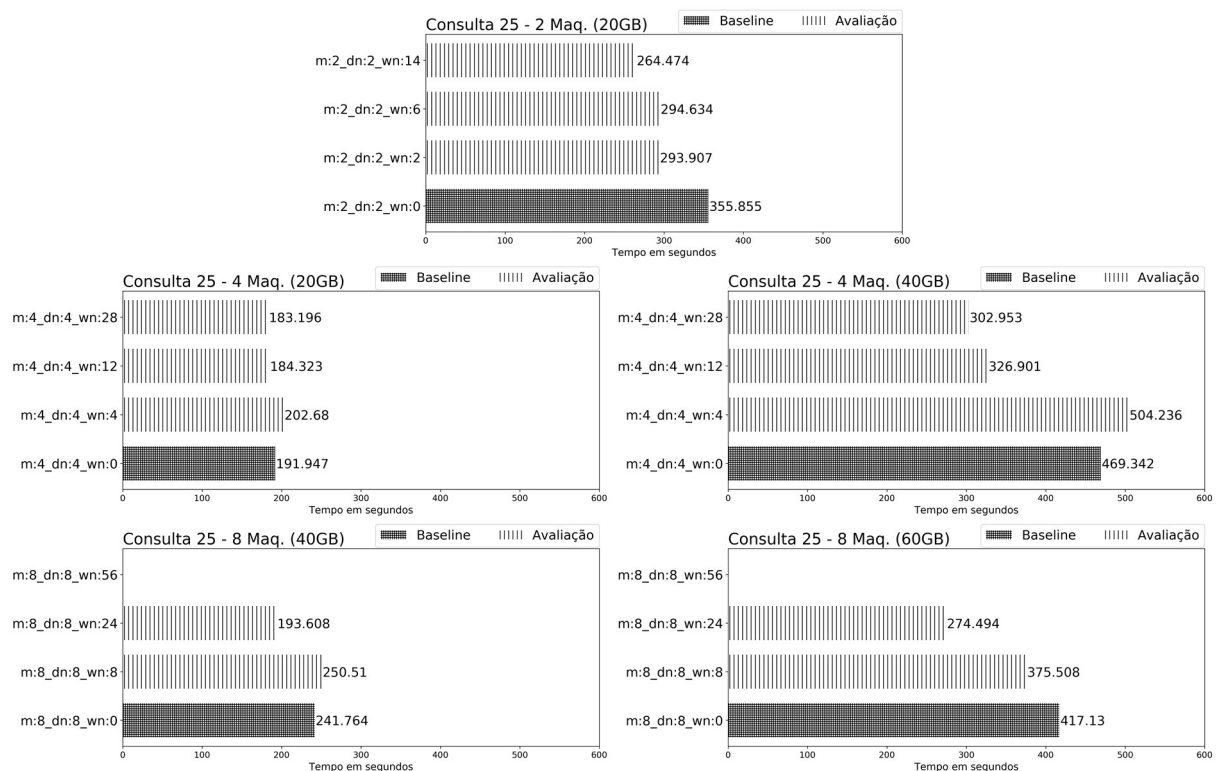 Consulta 25 - 2 Maq. (20GB)
Baseline
Avaliação
m:2_dn:2_wn:14
264.474
m:2_dn:2_wn:6
294.634
m:2_dn:2_wn:2
293.907
m:2_dn:2_wn:0
355.855
0 100 200 300 400 500 600
Tempo em segundos
Consulta 25 - 4 Maq. (20GB)
Baseline
Avaliação
m:4_dn:4_wn:28
183.196
m:4_dn:4_wn:12
184.323
m:4_dn:4_wn:4
202.68
m:4_dn:4_wn:0
191.947
0 100 200 300 400 500 600
Tempo em segundos
Consulta 25 - 4 Maq. (40GB)
Baseline
Avaliação
m:4_dn:4_wn:28
302.953
m:4_dn:4_wn:12
326.901
m:4_dn:4_wn:4
504.236
m:4_dn:4_wn:0
469.342
0 100 200 300 400 500 600
Tempo em segundos
Consulta 25 - 8 Maq. (40GB)
Baseline
Avaliação
m:8_dn:8_wn:56
m:8_dn:8_wn:24
193.608
m:8_dn:8_wn:8
250.51
m:8_dn:8_wn:0
241.764
0 100 200 300 400 500 600
Tempo em segundos
Consulta 25 - 8 Maq. (60GB)
Baseline
Avaliação
m:8_dn:8_wn:56
m:8_dn:8_wn:24
274.494
m:8_dn:8_wn:8
375.508
m:8_dn:8_wn:0
417.13
0 100 200 300 400 500 600
Tempo em segundos